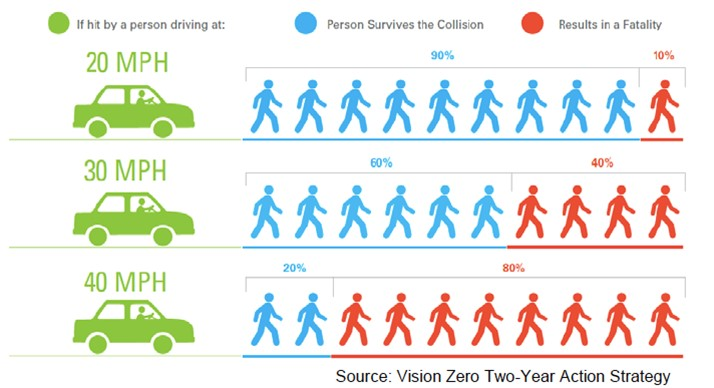 If hit by a person driving at: Person Survives the Collision Results in a Fatality
20 MPH
90% 10%
30 MPH
60% 40%
40 MPH
20% 80%
Source: Vision Zero Two-Year Action Strategy